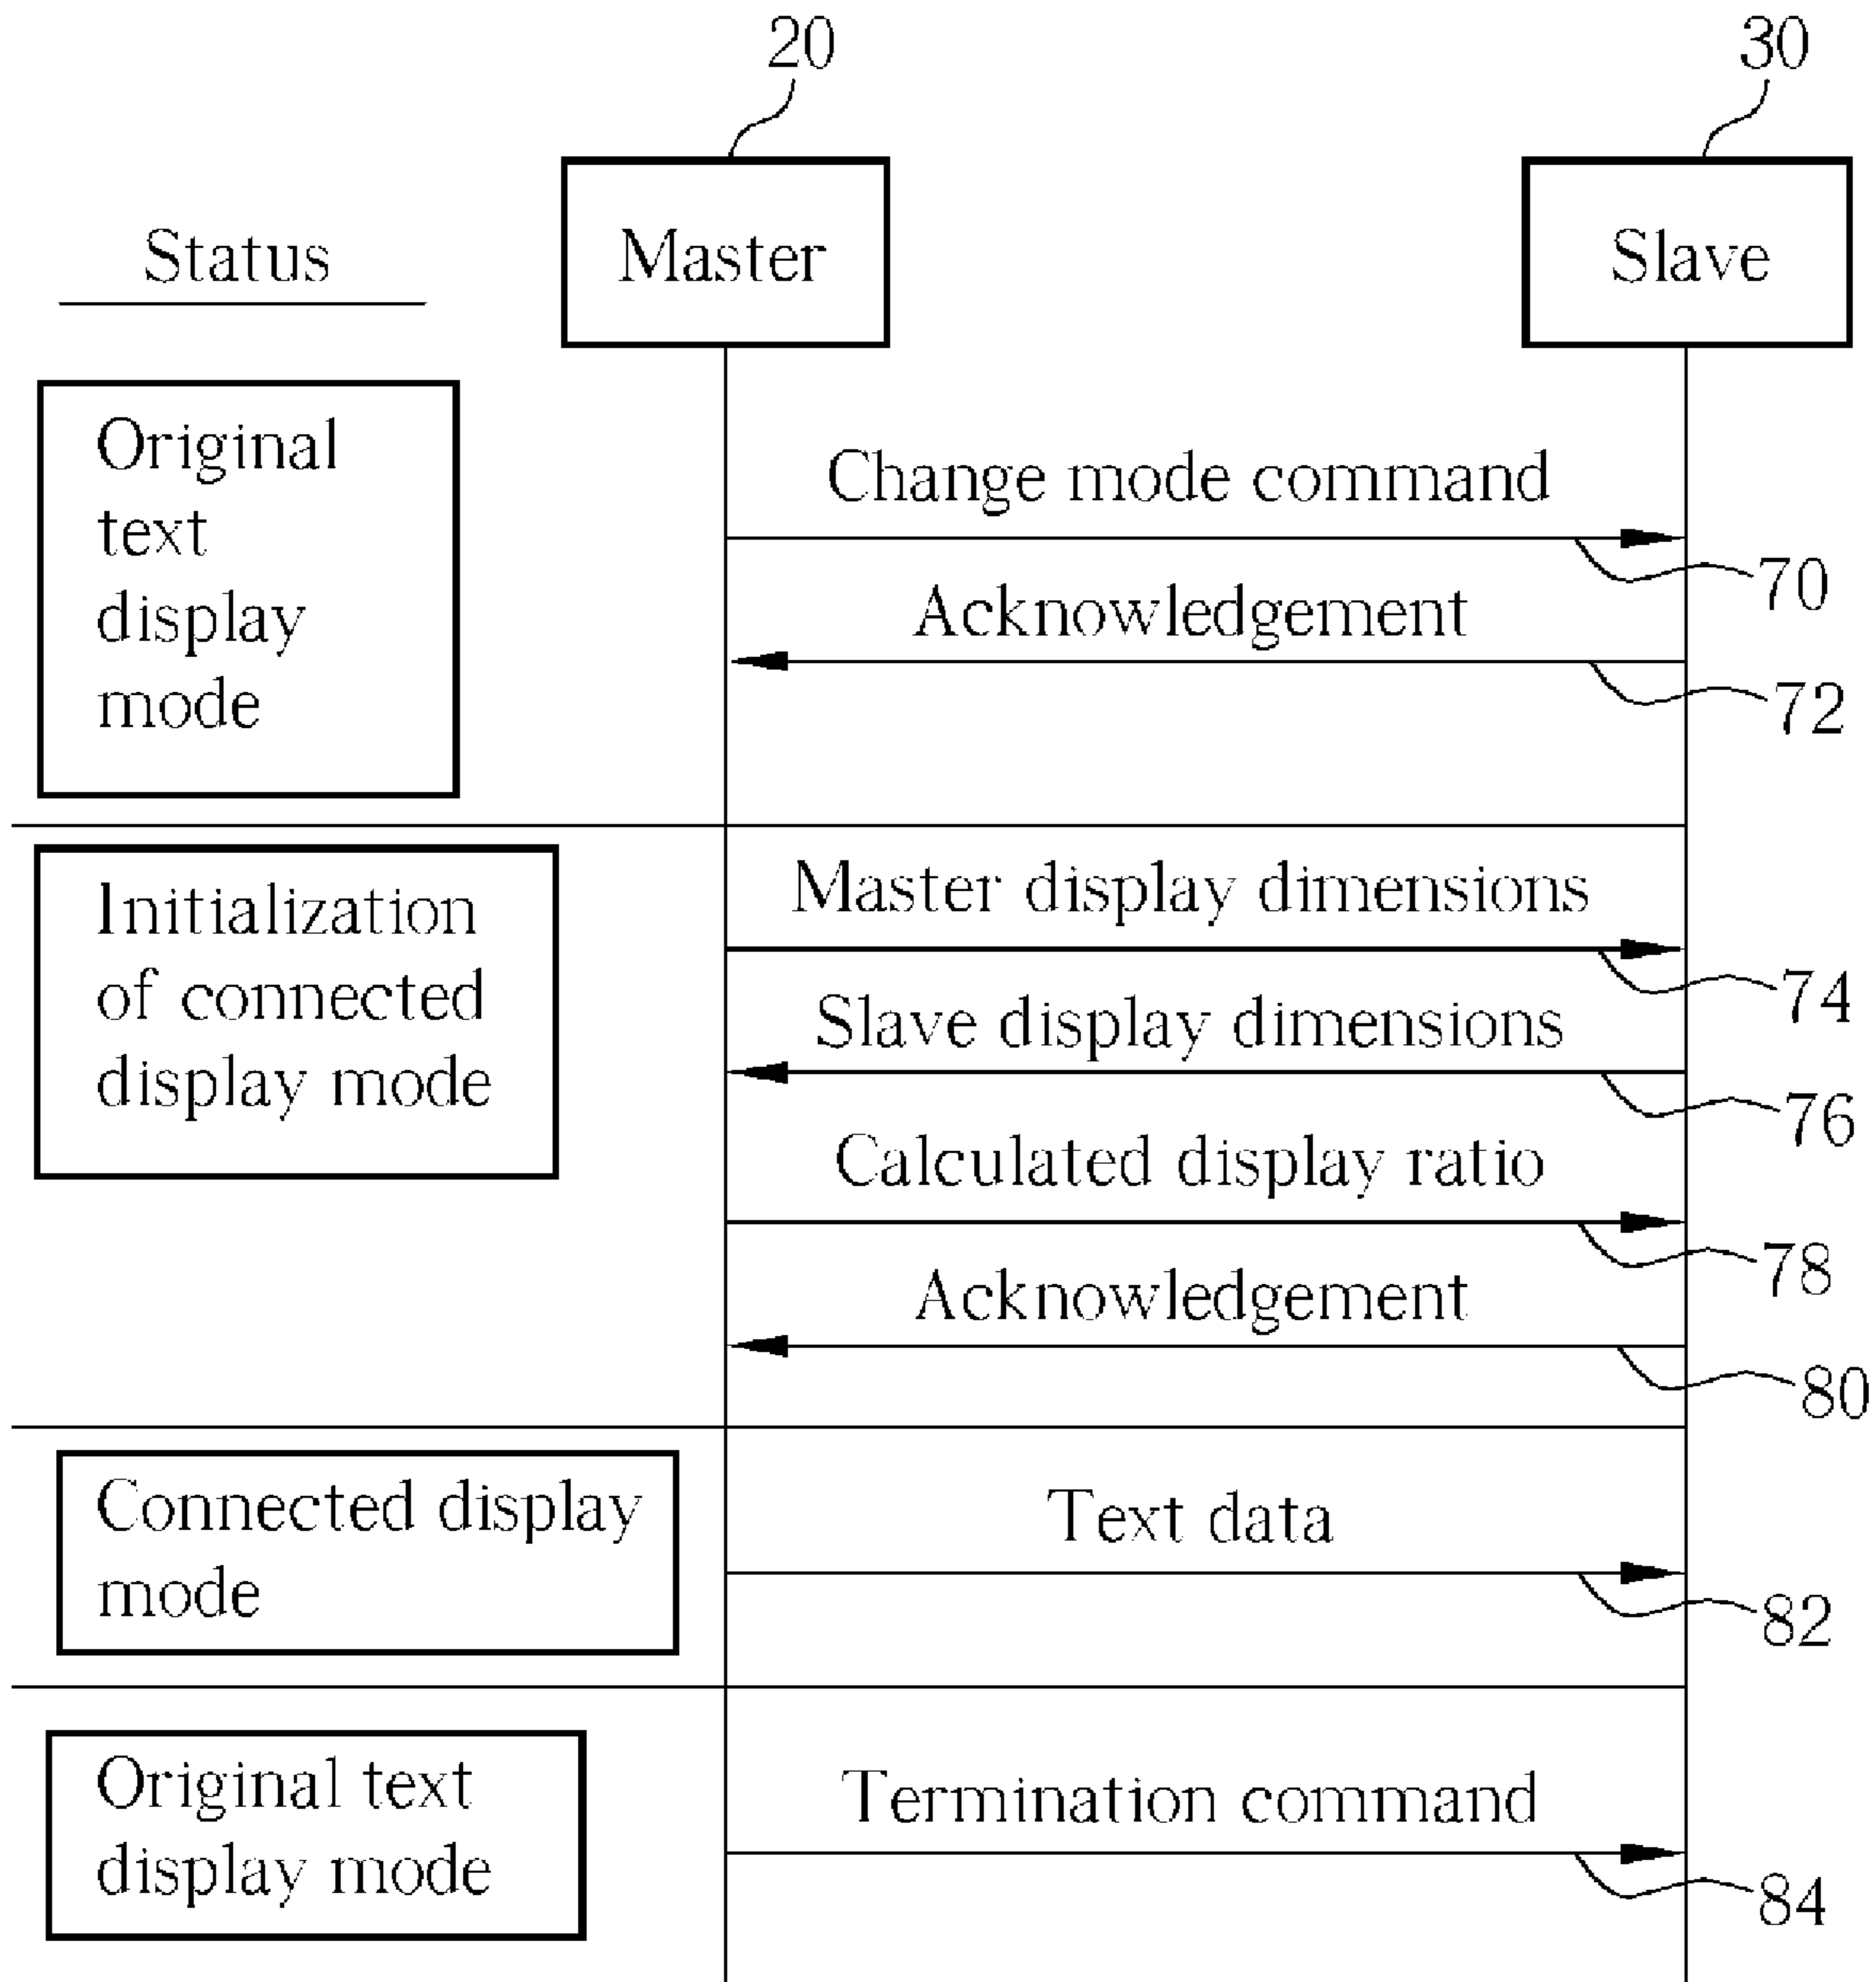 20
30
Status
Master
Slave
Original
text
display
mode
Change mode command
70
Acknowledgement
72
Initialization
of connected
display mode
Master display dimensions
74
Slave display dimensions
76
Calculated display ratio
78
Acknowledgement
80
Connected display
mode
Text data
82
Original text
display mode
Termination command
84